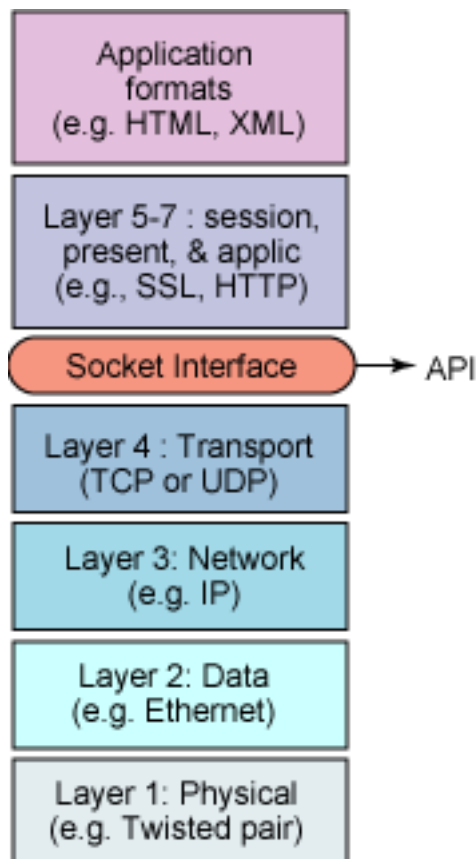 Application
formats
(e.g. HTML, XML)
Layer 5-7 : session,
present, & applic
(e.g., SSL, HTTP)
Socket Interface
API
Layer 4 : Transport
(TCP or UDP)
Layer 3: Network
(e.g. IP)
Layer 2: Data
(e.g. Ethernet)
Layer 1: Physical
(e.g. Twisted pair)